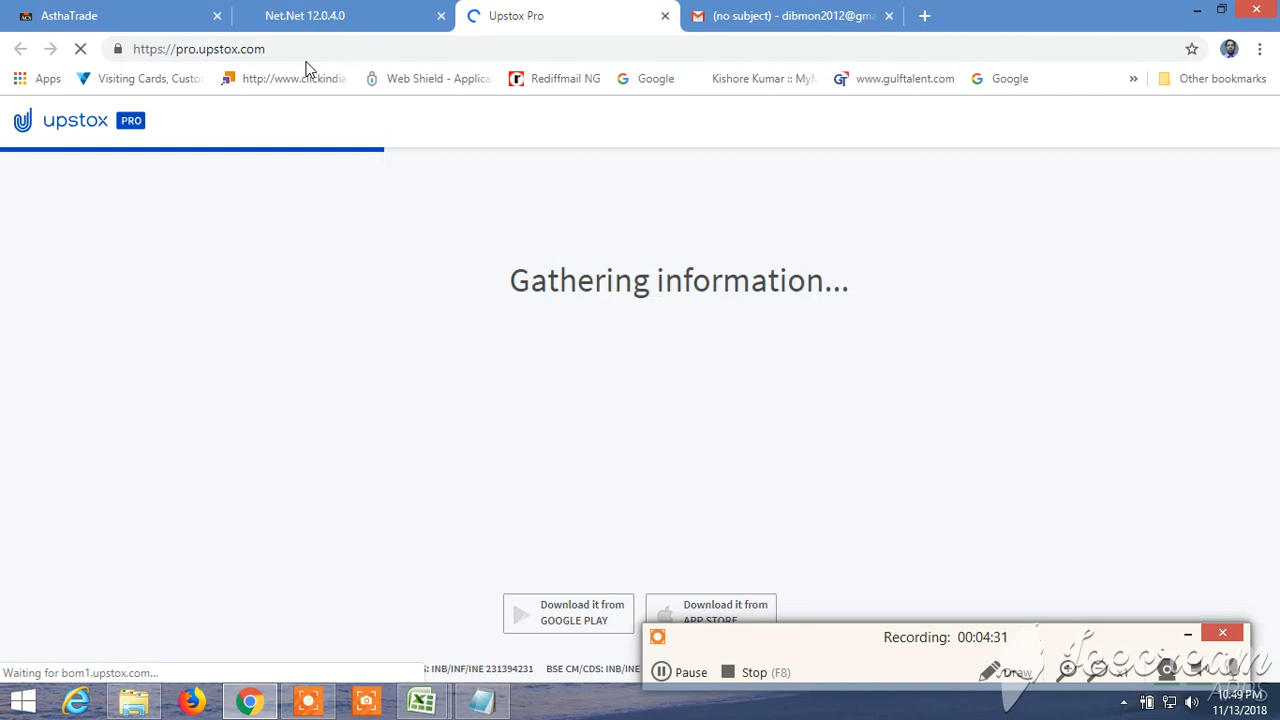 AsthaTrade
Net.Net 12.0.4.0
Upstox Pro
(no subject) - dibmon2012@gma
https://pro.upstox.com
Apps
Visiting Cards, Custo
http://www.clickindia
Web Shield - Applica
Rediffmail NG
Google
Kishore Kumar :: MyM
www.gulftalent.com
Google
»
Other bookmarks
upstox PRO
Gathering information...
Download it from
GOOGLE PLAY
Download it from
APP STORE
Waiting for bom1.upstox.com...
: INB/INF/INE 231394231
BSE CM/CDS: INB/INE
Recording: 00:04:31
Pause
Stop (F8)
Draw
Icecream
10:49 PM
11/13/2018